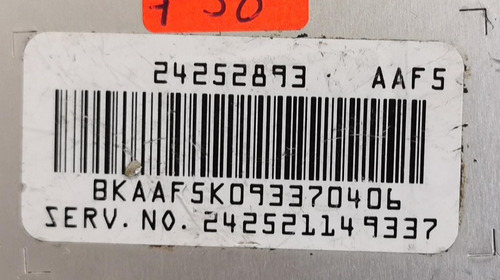 24252893 AAFS
BKAAFSK093370406
SERV. NO. 242521149337